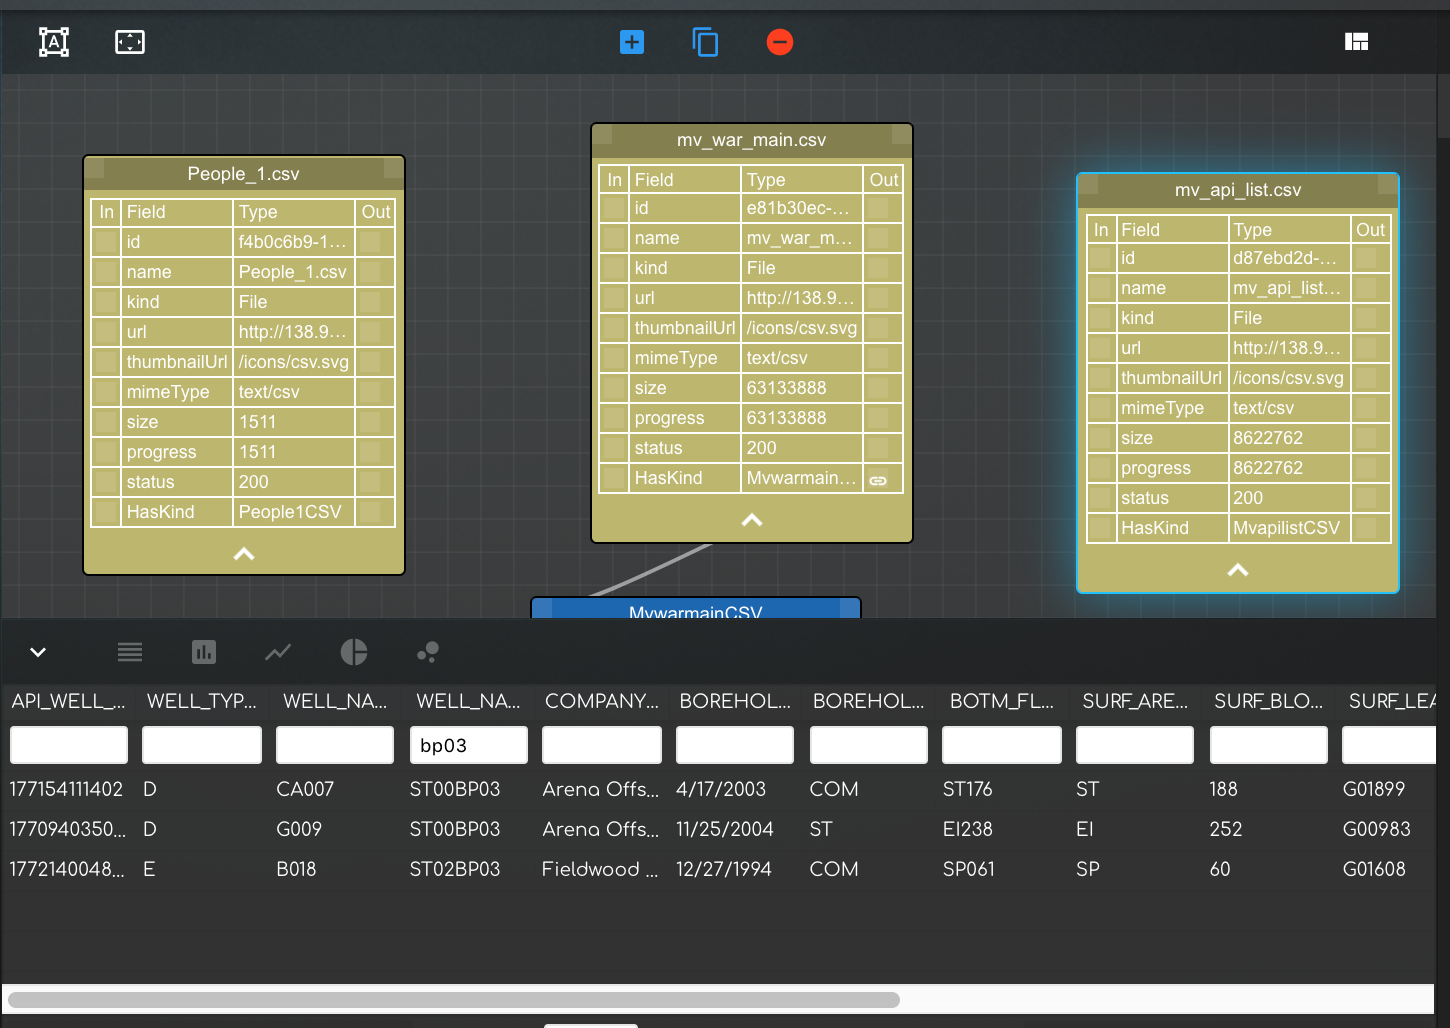 A
People_1.csv
In Field Type Out
id f4b0c6b9-1...
name People_1.csv
kind File
url http://138.9...
thumbnailUrl /icons/csv.svg
mimeType text/csv
size 1511
progress 1511
status 200
HasKind People1CSV
mv_war_main.csv
In Field Type Out
id e81b30ec-...
name mv_war_m...
kind File
url http://138.9...
thumbnailUrl /icons/csv.svg
mimeType text/csv
size 63133888
progress 63133888
status 200
HasKind Mvwarmain...
mv_api_list.csv
In Field Type Out
id d87ebd2d-...
name mv_api_list...
kind File
url http://138.9...
thumbnailUrl /icons/csv.svg
mimeType text/csv
size 8622762
progress 8622762
status 200
HasKind MvapilistCSV
MvwarmainCSV
API_WELL_... WELL_TYP... WELL_NA... WELL_NA... COMPANY... BOREHOL... BOREHOL... BOTM_FL... SURF_ARE... SURF_BLO... SURF_LEA
bp03
177154111402 D CA007 ST00BP03 Arena Offs... 4/17/2003 COM ST176 ST 188 G01899
1770940350... D G009 ST00BP03 Arena Offs... 11/25/2004 ST EI238 EI 252 G00983
1772140048... E B018 ST02BP03 Fieldwood ... 12/27/1994 COM SP061 SP 60 G01608